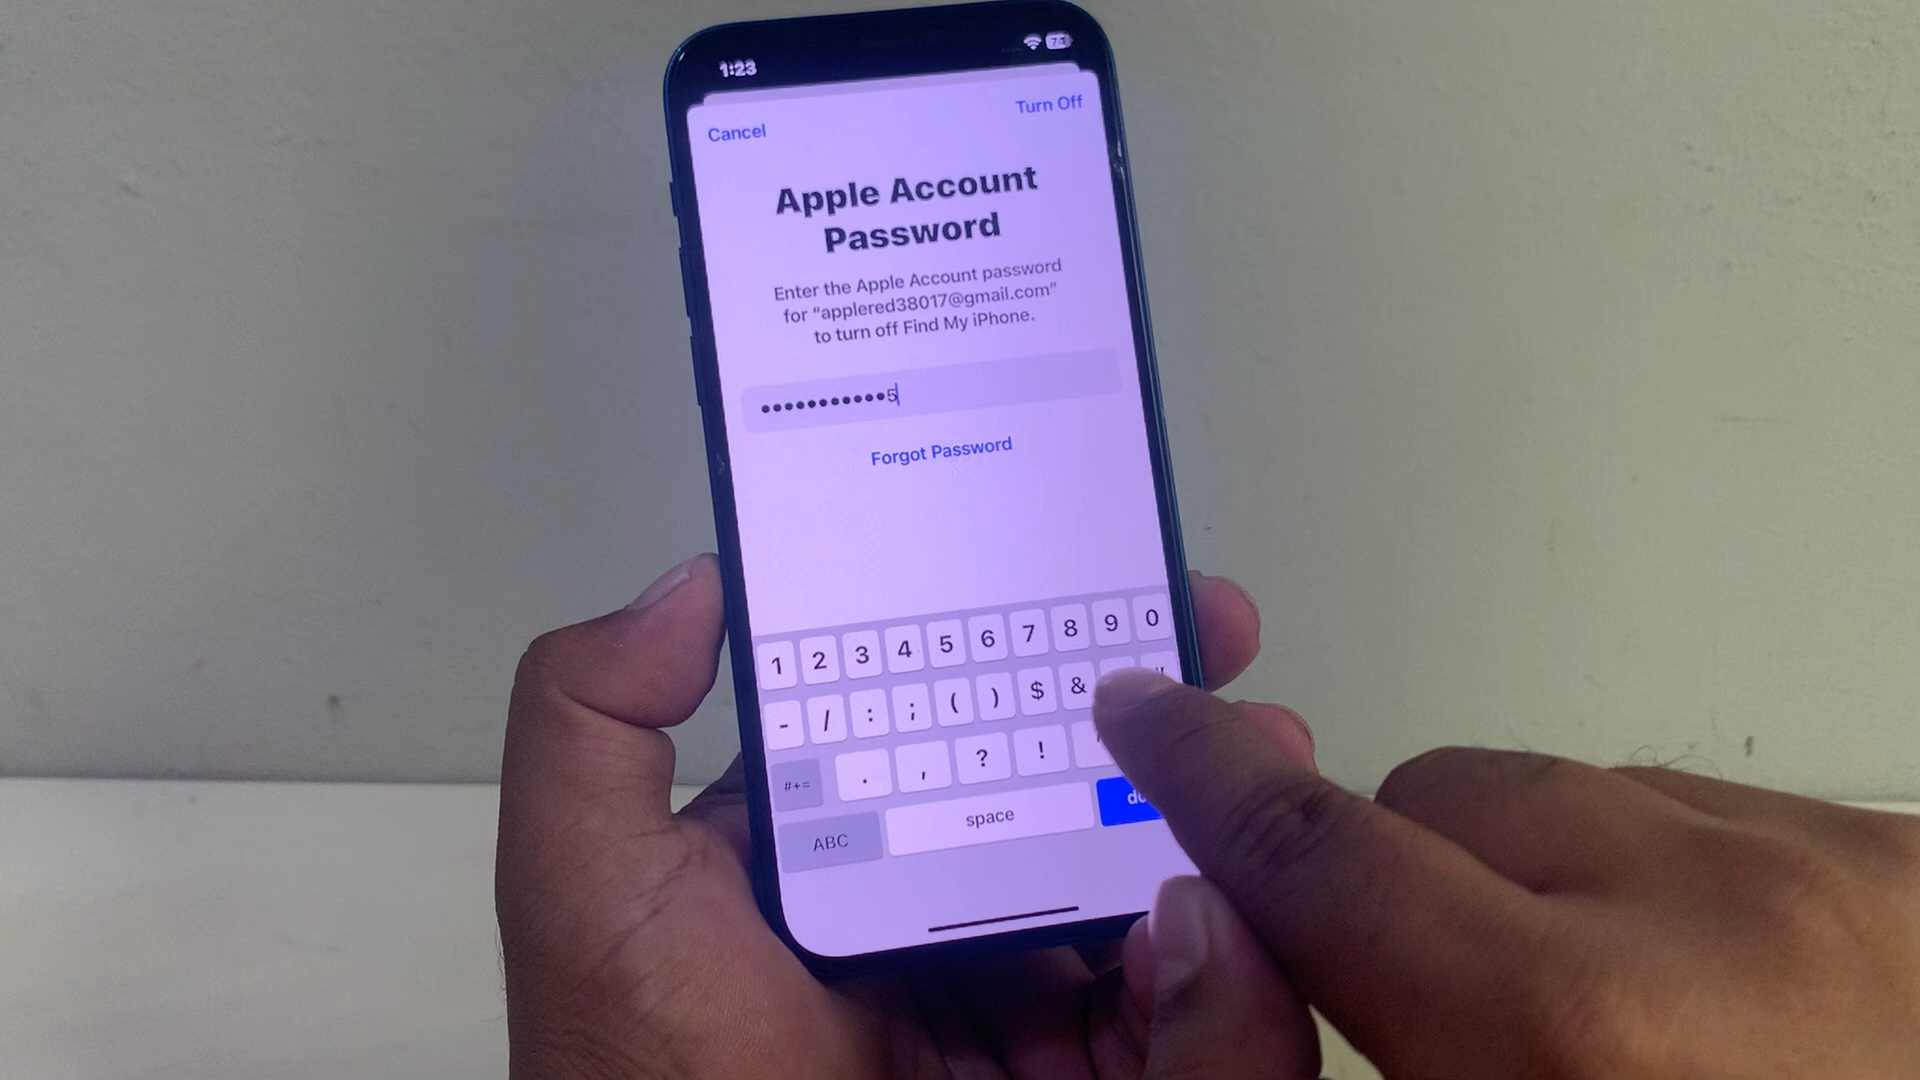 1:23
74
Cancel
Turn Off
Apple Account
Password
Enter the Apple Account password
for “applered38017@gmail.com”
to turn off Find My iPhone.
●●●●●●●●●●●5
Forgot Password
1 2 3 4 5 6 7 8 9 0
- / : ; ( ) $ & "
#+= . , ? !
ABC space